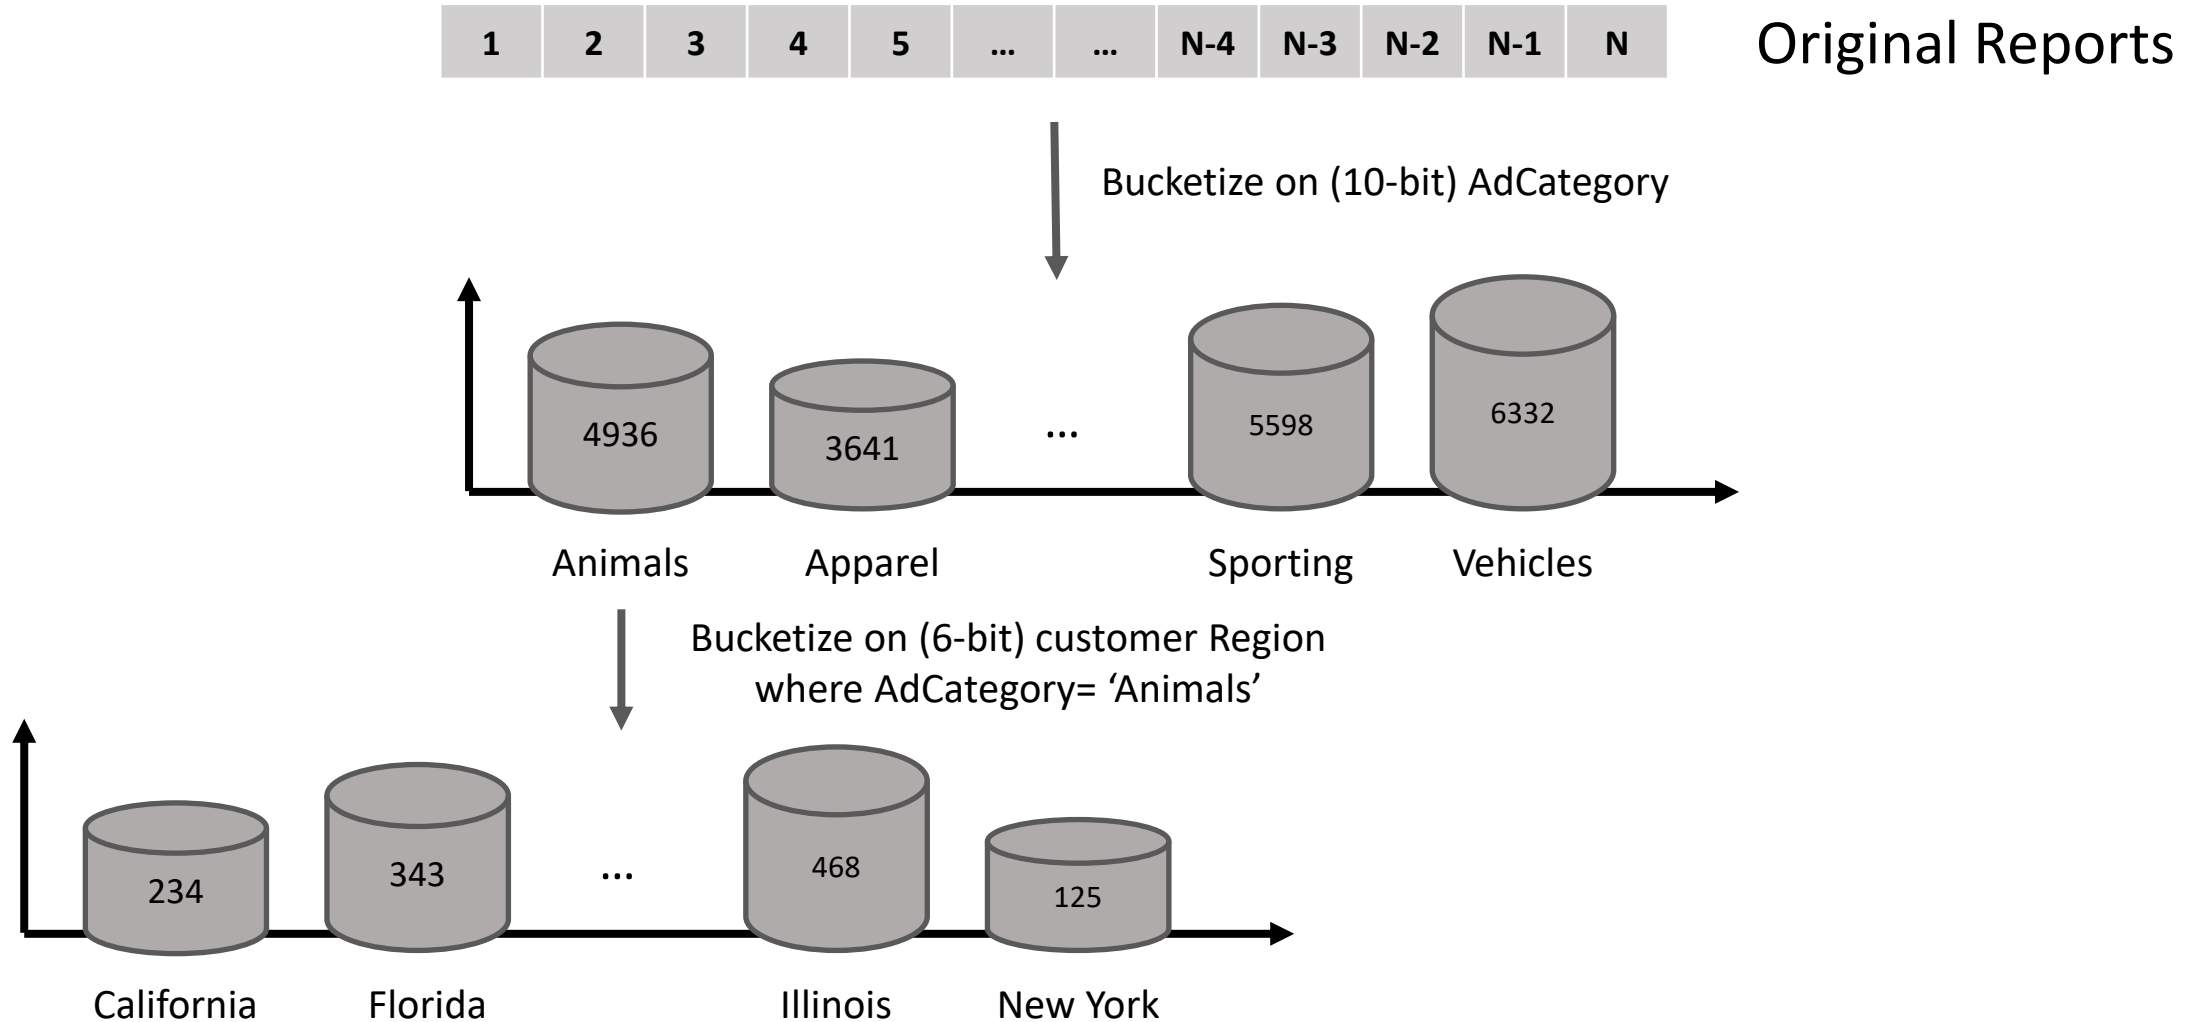 1 2 3 4 5 ... ... N-4 N-3 N-2 N-1 N
Original Reports
Bucketize on (10-bit) AdCategory
4936 3641 ... 5598 6332
Animals Apparel Sporting Vehicles
Bucketize on (6-bit) customer Region
where AdCategory= ‘Animals’
234 343 ... 468 125
California Florida Illinois New York